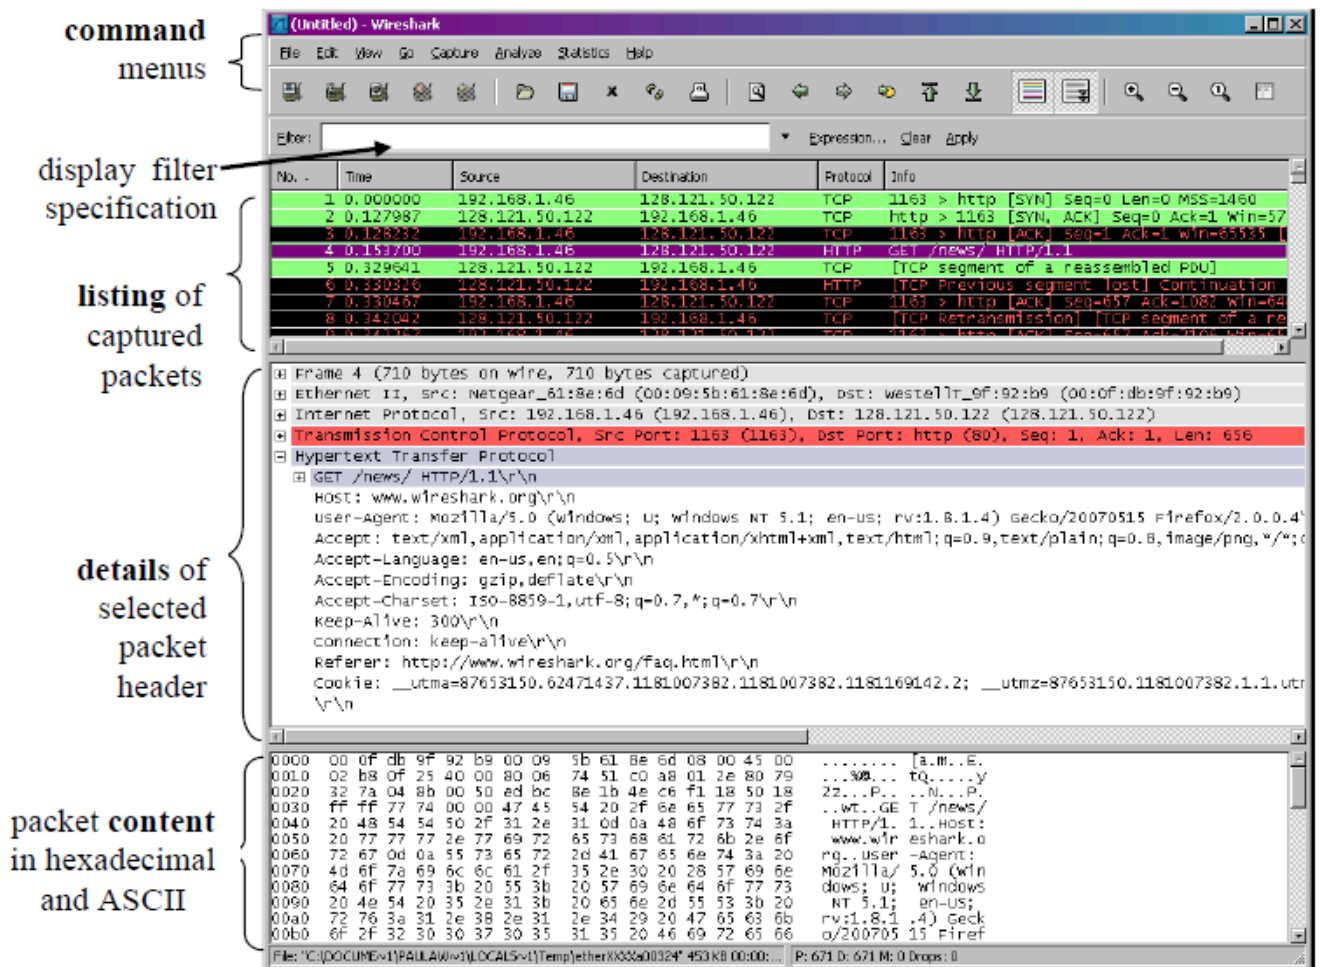 command
menus
display filter
specification
listing of
captured
packets
details of
selected
packet
header
packet content
in hexadecimal
and ASCII
(Untitled) - Wireshark
File Edit View Go Capture Analyze Statistics Help
Filter: Expression... Clear Apply
No. - Time Source Destination Protocol Info
1 0.000000 192.168.1.46 128.121.50.122 TCP 1163 > http [SYN] Seq=0 Len=0 MSS=1460
2 0.127987 128.121.50.122 192.168.1.46 TCP http > 1163 [SYN, ACK] Seq=0 Ack=1 Win=57
3 0.128232 192.168.1.46 128.121.50.122 TCP 1163 > http [ACK] Seq=1 Ack=1 Win=65535 [
4 0.153700 192.168.1.46 128.121.50.122 HTTP GET /news/ HTTP/1.1
5 0.329641 128.121.50.122 192.168.1.46 TCP [TCP segment of a reassembled PDU]
6 0.330326 128.121.50.122 192.168.1.46 HTTP [TCP Previous segment lost] Continuation
7 0.330467 192.168.1.46 128.121.50.122 TCP 1163 > http [ACK] Seq=657 Ack=1082 Win=64
8 0.342042 128.121.50.122 192.168.1.46 TCP [TCP Retransmission] [TCP segment of a re
Frame 4 (710 bytes on wire, 710 bytes captured)
Ethernet II, Src: Netgear_61:8e:6d (00:09:5b:61:8e:6d), Dst: WestellT_9f:92:b9 (00:0f:db:9f:92:b9)
Internet Protocol, Src: 192.168.1.46 (192.168.1.46), Dst: 128.121.50.122 (128.121.50.122)
Transmission Control Protocol, Src Port: 1163 (1163), Dst Port: http (80), Seq: 1, Ack: 1, Len: 656
Hypertext Transfer Protocol
GET /news/ HTTP/1.1\r\n
Host: www.wireshark.org\r\n
User-Agent: Mozilla/5.0 (Windows; U; Windows NT 5.1; en-US; rv:1.8.1.4) Gecko/20070515 Firefox/2.0.0.4
Accept: text/xml,application/xml,application/xhtml+xml,text/html;q=0.9,text/plain;q=0.8,image/png,*/*;
Accept-Language: en-us,en;q=0.5\r\n
Accept-Encoding: gzip,deflate\r\n
Accept-Charset: ISO-8859-1,utf-8;q=0.7,*;q=0.7\r\n
Keep-Alive: 300\r\n
Connection: keep-alive\r\n
Referer: http://www.wireshark.org/faq.html\r\n
Cookie: __utma=87653150.62471437.1181007382.1181007382.1181169142.2; __utmz=87653150.1181007382.1.1.utm
\r\n
0000 00 0f db 9f 92 b9 00 09 5b 61 8e 6d 08 00 45 00 ........ [a.m..E.
0010 02 b8 0f 25 40 00 80 06 74 51 c0 a8 01 2e 80 79 ...%@... tQ.....y
0020 32 7a 04 8b 00 50 ed bc 8e 1b 4e c6 f1 18 50 18 2z...P.. ..N...P.
0030 ff ff 77 74 00 00 47 45 54 20 2f 6e 65 77 73 2f ..wt..GE T /news/
0040 20 48 54 54 50 2f 31 2e 31 0d 0a 48 6f 73 74 3a HTTP/1. 1..Host:
0050 20 77 77 77 2e 77 69 72 65 73 68 61 72 6b 2e 6f www.wir eshark.o
0060 72 67 0d 0a 55 73 65 72 2d 41 67 65 6e 74 3a 20 rg..User -Agent:
0070 4d 6f 7a 69 6c 6c 61 2f 35 2e 30 20 28 57 69 6e Mozilla/ 5.0 (Win
0080 64 6f 77 73 3b 20 55 3b 20 57 69 6e 64 6f 77 73 dows; U; Windows
0090 20 4e 54 20 35 2e 31 3b 20 65 6e 2d 55 53 3b 20 NT 5.1; en-US;
00a0 72 76 3a 31 2e 38 2e 31 2e 34 29 20 47 65 63 6b rv:1.8.1 .4) Geck
00b0 6f 2f 32 30 30 37 30 35 31 35 20 46 69 72 65 66 o/200705 15 Firef
File: "C:\DOCUME~1\PAULAW~1\LOCALS~1\Temp\etherXXXXa00324" 453 KB 00:00:... P: 671 D: 671 M: 0 Drops: 0